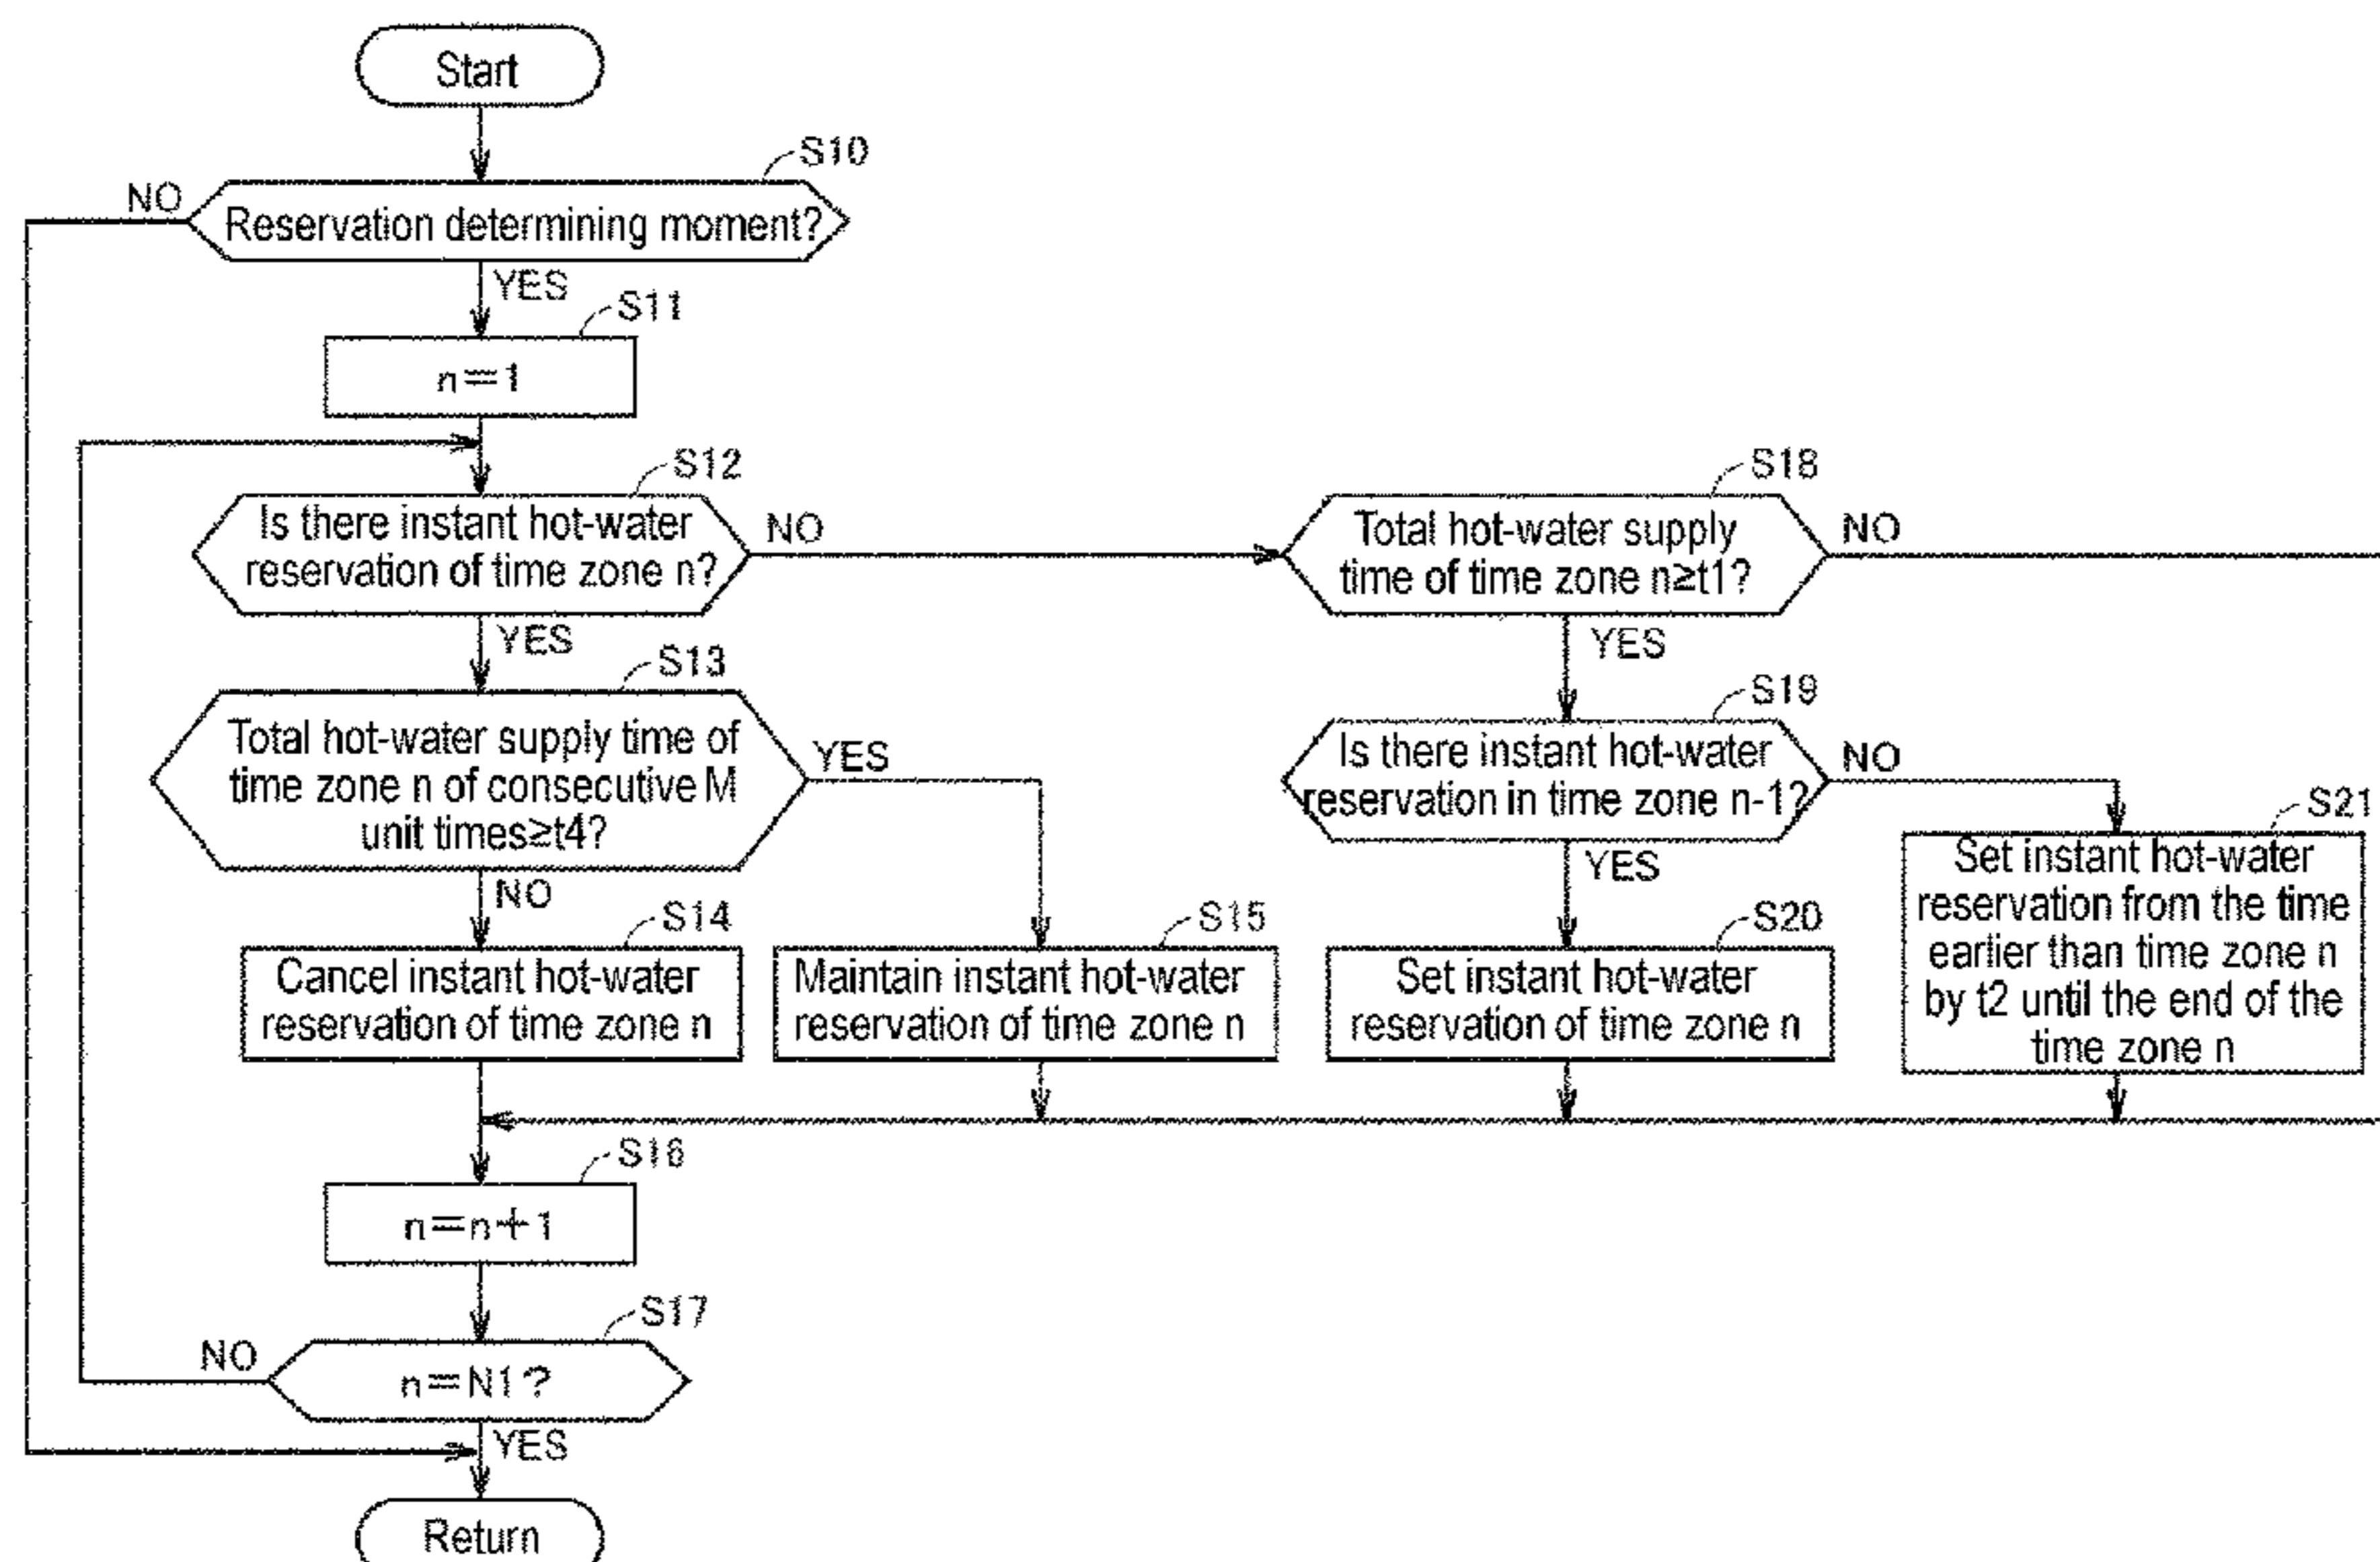 Start
S10
NO
Reservation determining moment?
YES
S11
n=1
S12
Is there instant hot-water
reservation of time zone n?
NO
YES
S18
Total hot-water supply
time of time zone n≥t1?
NO
YES
S13
Total hot-water supply time of
time zone n of consecutive M
unit times≥t4?
YES
NO
S19
Is there instant hot-water
reservation in time zone n-1?
NO
YES
S14
Cancel instant hot-water
reservation of time zone n
S15
Maintain instant hot-water
reservation of time zone n
S20
Set instant hot-water
reservation of time zone n
S21
Set instant hot-water
reservation from the time
earlier than time zone n
by t2 until the end of the
time zone n
S16
n=n+1
S17
NO
n=N1?
YES
Return